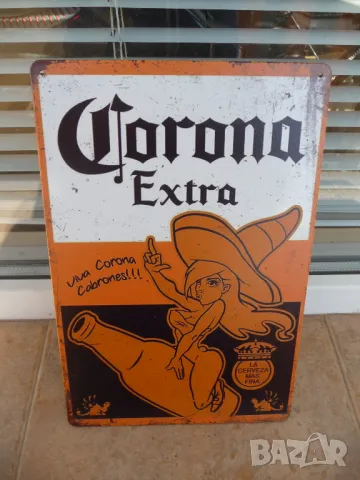 Corona
Extra
Viva Corona
Cabrones!!!
LA
CERVEZA
MAS
FINA
BAZAR